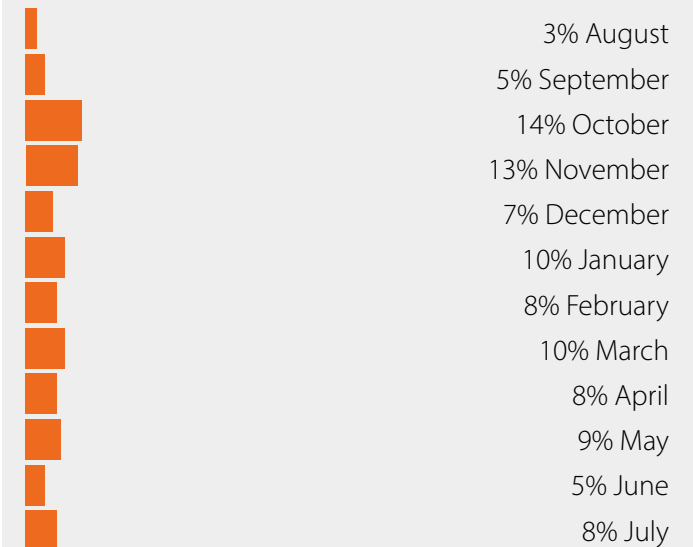 3% August
5% September
14% October
13% November
7% December
10% January
8% February
10% March
8% April
9% May
5% June
8% July